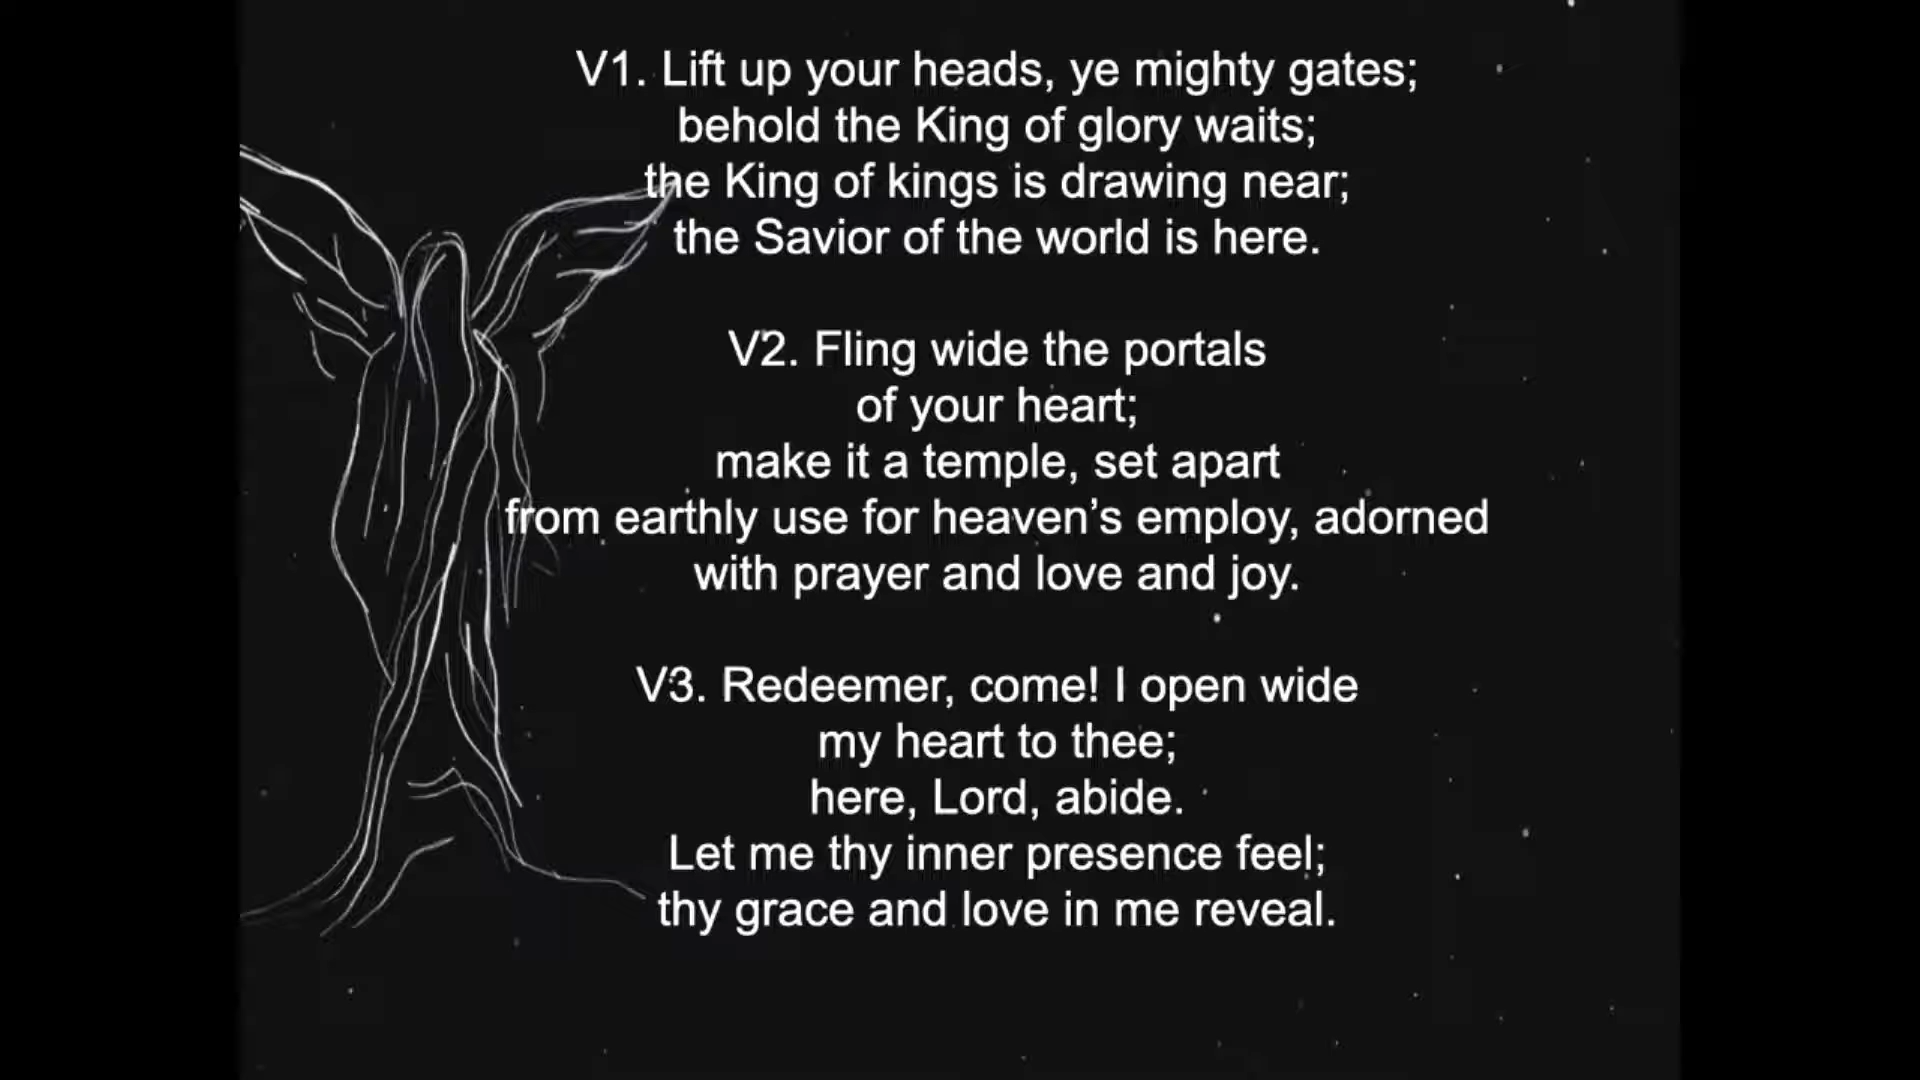 V1. Lift up your heads, ye mighty gates;
behold the King of glory waits;
the King of kings is drawing near;
the Savior of the world is here.
V2. Fling wide the portals
of your heart;
make it a temple, set apart
from earthly use for heaven’s employ, adorned
with prayer and love and joy.
V3. Redeemer, come! I open wide
my heart to thee;
here, Lord, abide.
Let me thy inner presence feel;
thy grace and love in me reveal.